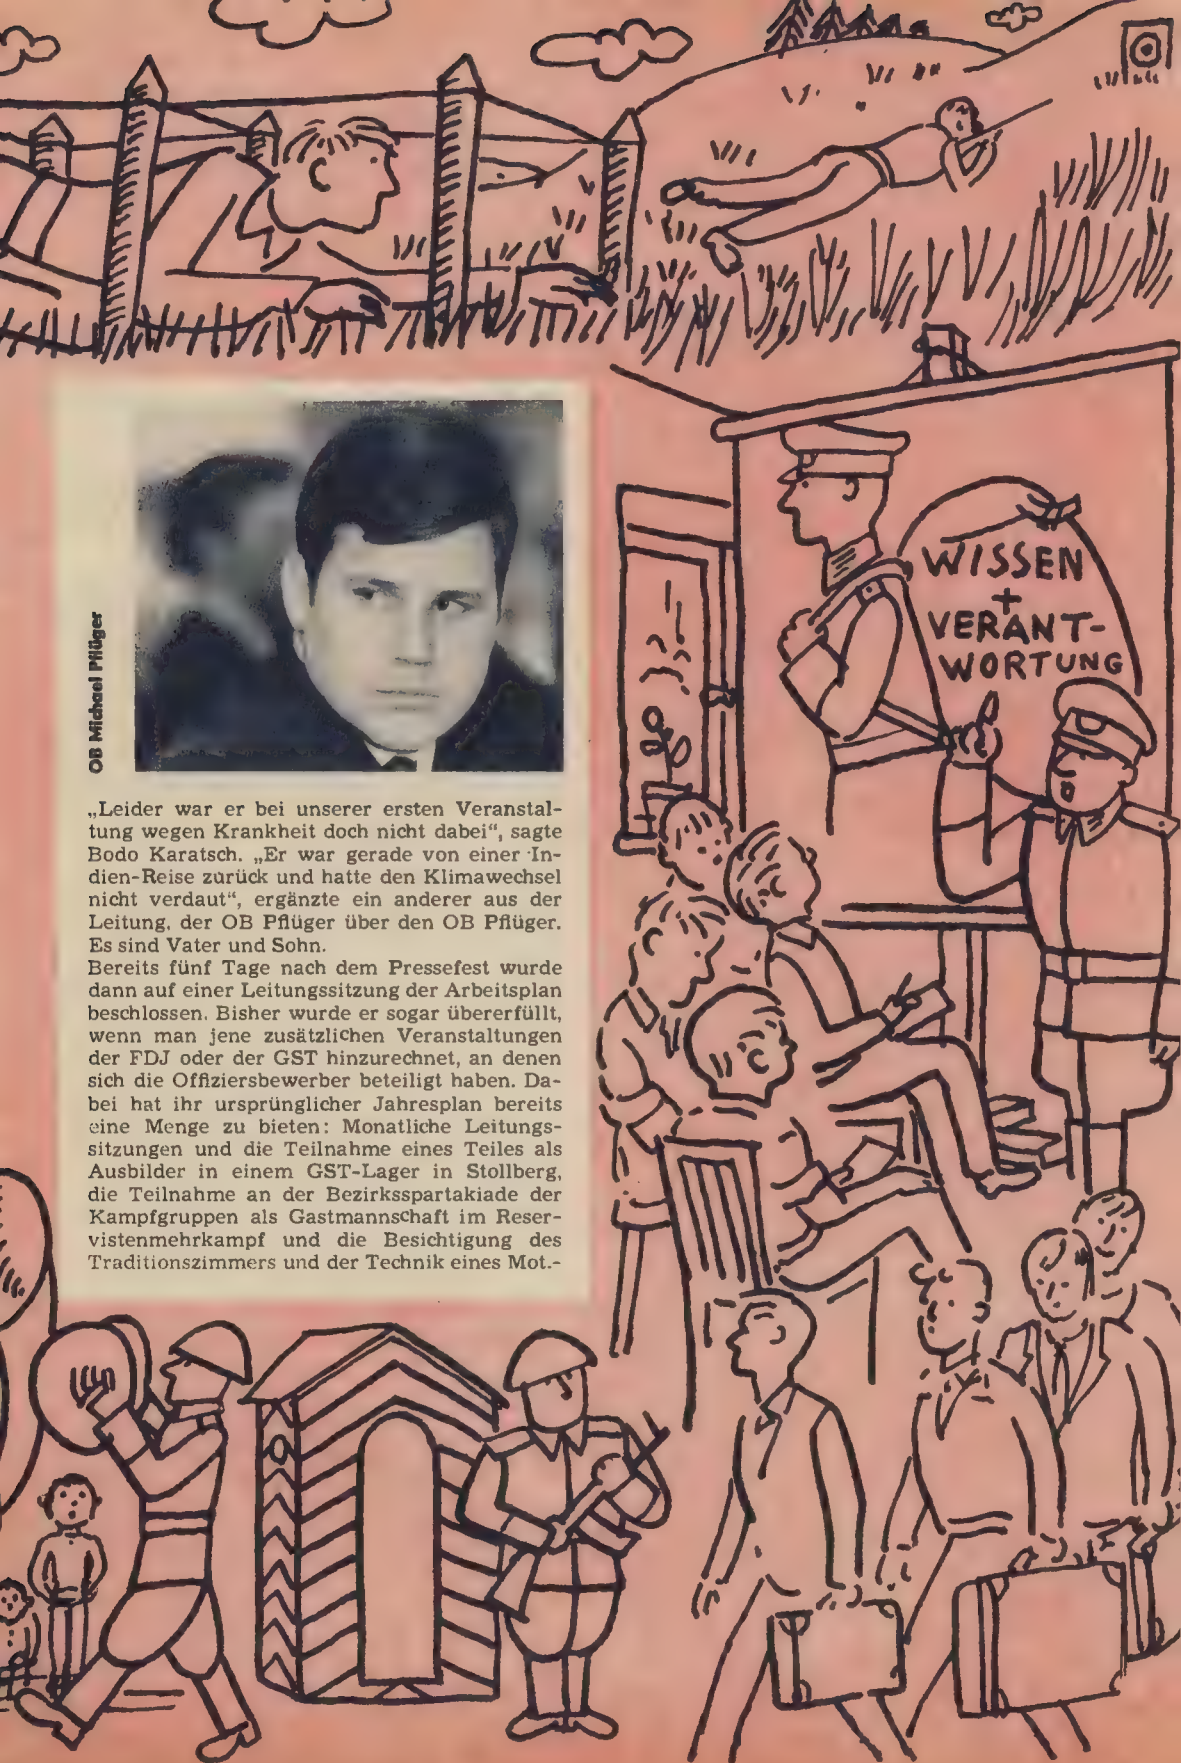 WISSEN
+
VERANT-
WORTUNG
OB Michael Pflüger
„Leider war er bei unserer ersten Veranstal-
tung wegen Krankheit doch nicht dabei“, sagte
Bodo Karatsch. „Er war gerade von einer In-
dien-Reise zurück und hatte den Klimawechsel
nicht verdaut“, ergänzte ein anderer aus der
Leitung, der OB Pflüger über den OB Pflüger.
Es sind Vater und Sohn.
Bereits fünf Tage nach dem Pressefest wurde
dann auf einer Leitungssitzung der Arbeitsplan
beschlossen. Bisher wurde er sogar übererfüllt,
wenn man jene zusätzlichen Veranstaltungen
der FDJ oder der GST hinzurechnet, an denen
sich die Offiziersbewerber beteiligt haben. Da-
bei hat ihr ursprünglicher Jahresplan bereits
eine Menge zu bieten: Monatliche Leitungs-
sitzungen und die Teilnahme eines Teiles als
Ausbilder in einem GST-Lager in Stollberg,
die Teilnahme an der Bezirksspartakiade der
Kampfgruppen als Gastmannschaft im Reser-
vistenmehrkampf und die Besichtigung des
Traditionszimmers und der Technik eines Mot.-